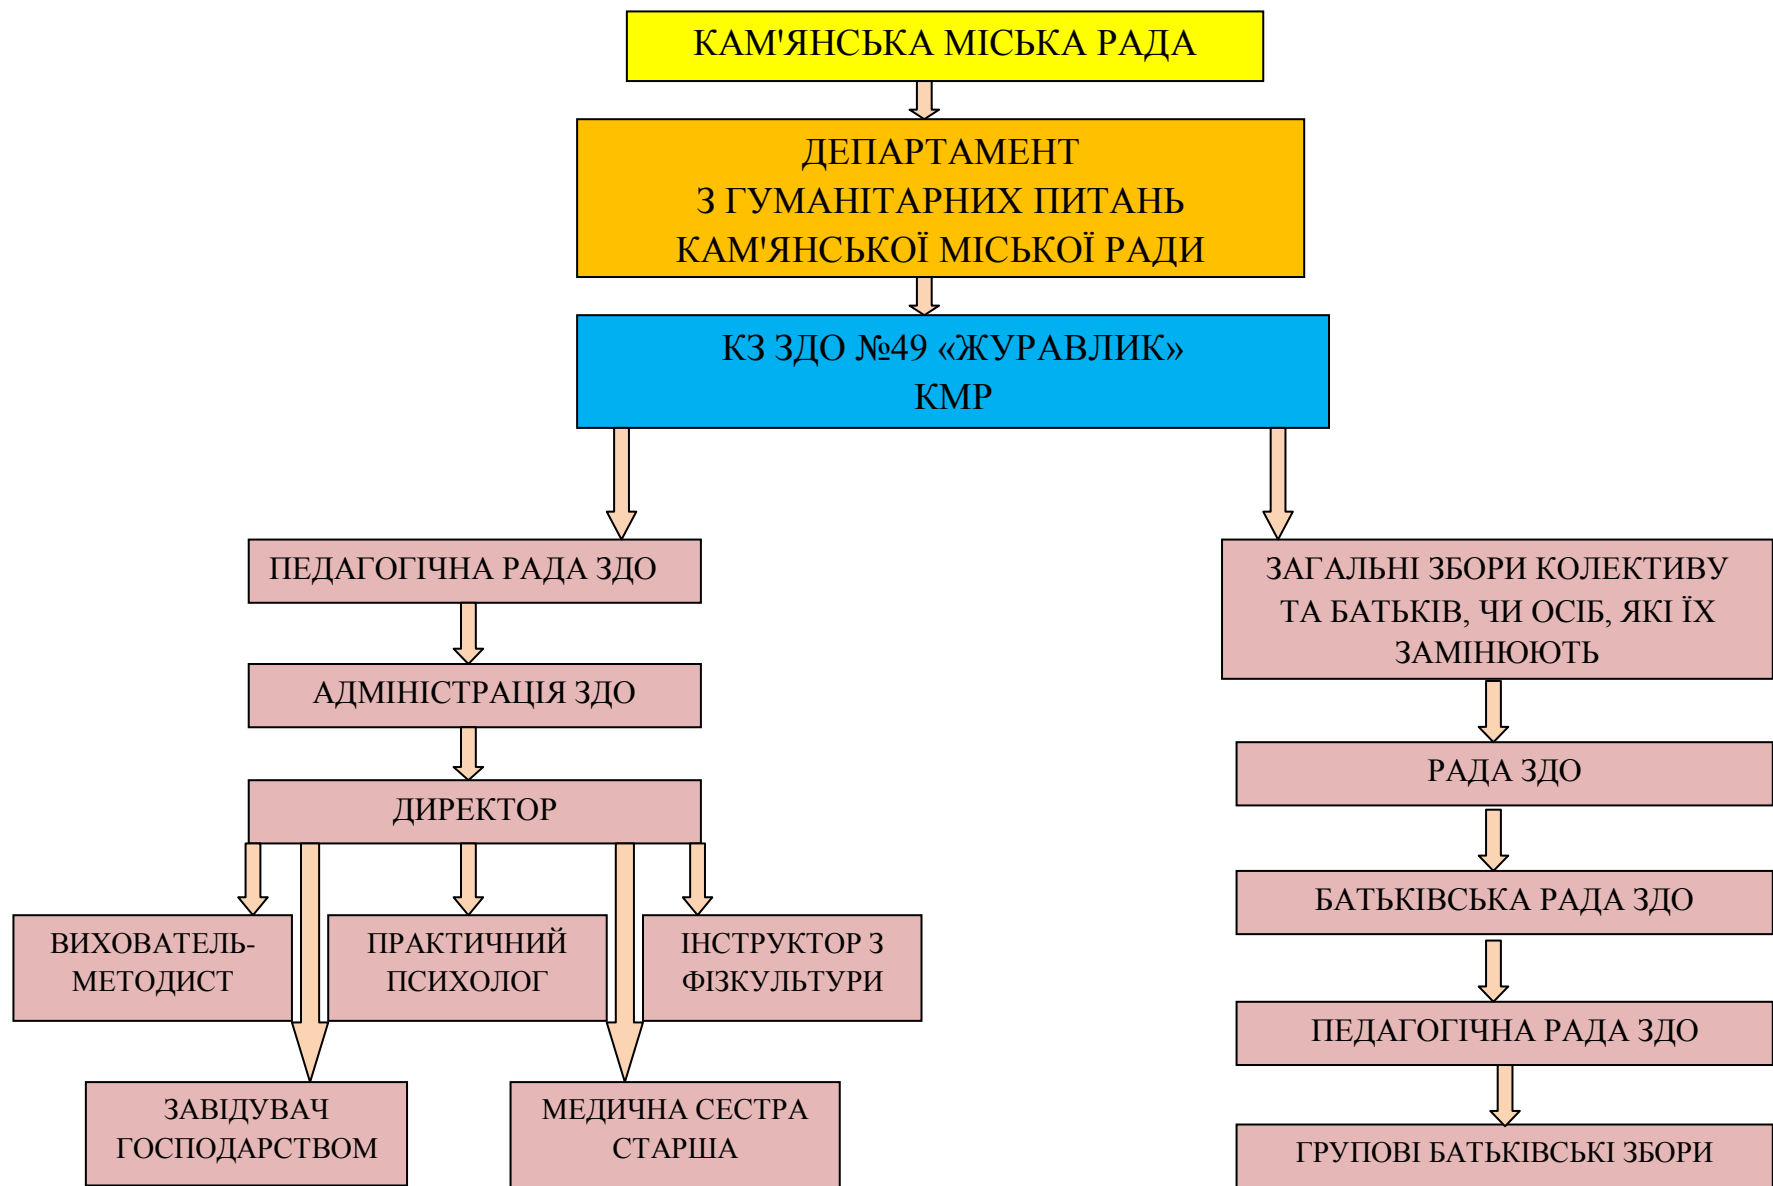 КАМ'ЯНСЬКА МІСЬКА РАДА
ДЕПАРТАМЕНТ
З ГУМАНІТАРНИХ ПИТАНЬ
КАМ'ЯНСЬКОЇ МІСЬКОЇ РАДИ
КЗ ЗДО №49 «ЖУРАВЛИК»
КМР
ПЕДАГОГІЧНА РАДА ЗДО
АДМІНІСТРАЦІЯ ЗДО
ДИРЕКТОР
ВИХОВАТЕЛЬ-
МЕТОДИСТ
ПРАКТИЧНИЙ
ПСИХОЛОГ
ІНСТРУКТОР З
ФІЗКУЛЬТУРИ
ЗАВІДУВАЧ
ГОСПОДАРСТВОМ
МЕДИЧНА СЕСТРА
СТАРША
ЗАГАЛЬНІ ЗБОРИ КОЛЕКТИВУ
ТА БАТЬКІВ, ЧИ ОСІБ, ЯКІ ЇХ
ЗАМІНЮЮТЬ
РАДА ЗДО
БАТЬКІВСЬКА РАДА ЗДО
ПЕДАГОГІЧНА РАДА ЗДО
ГРУПОВІ БАТЬКІВСЬКІ ЗБОРИ